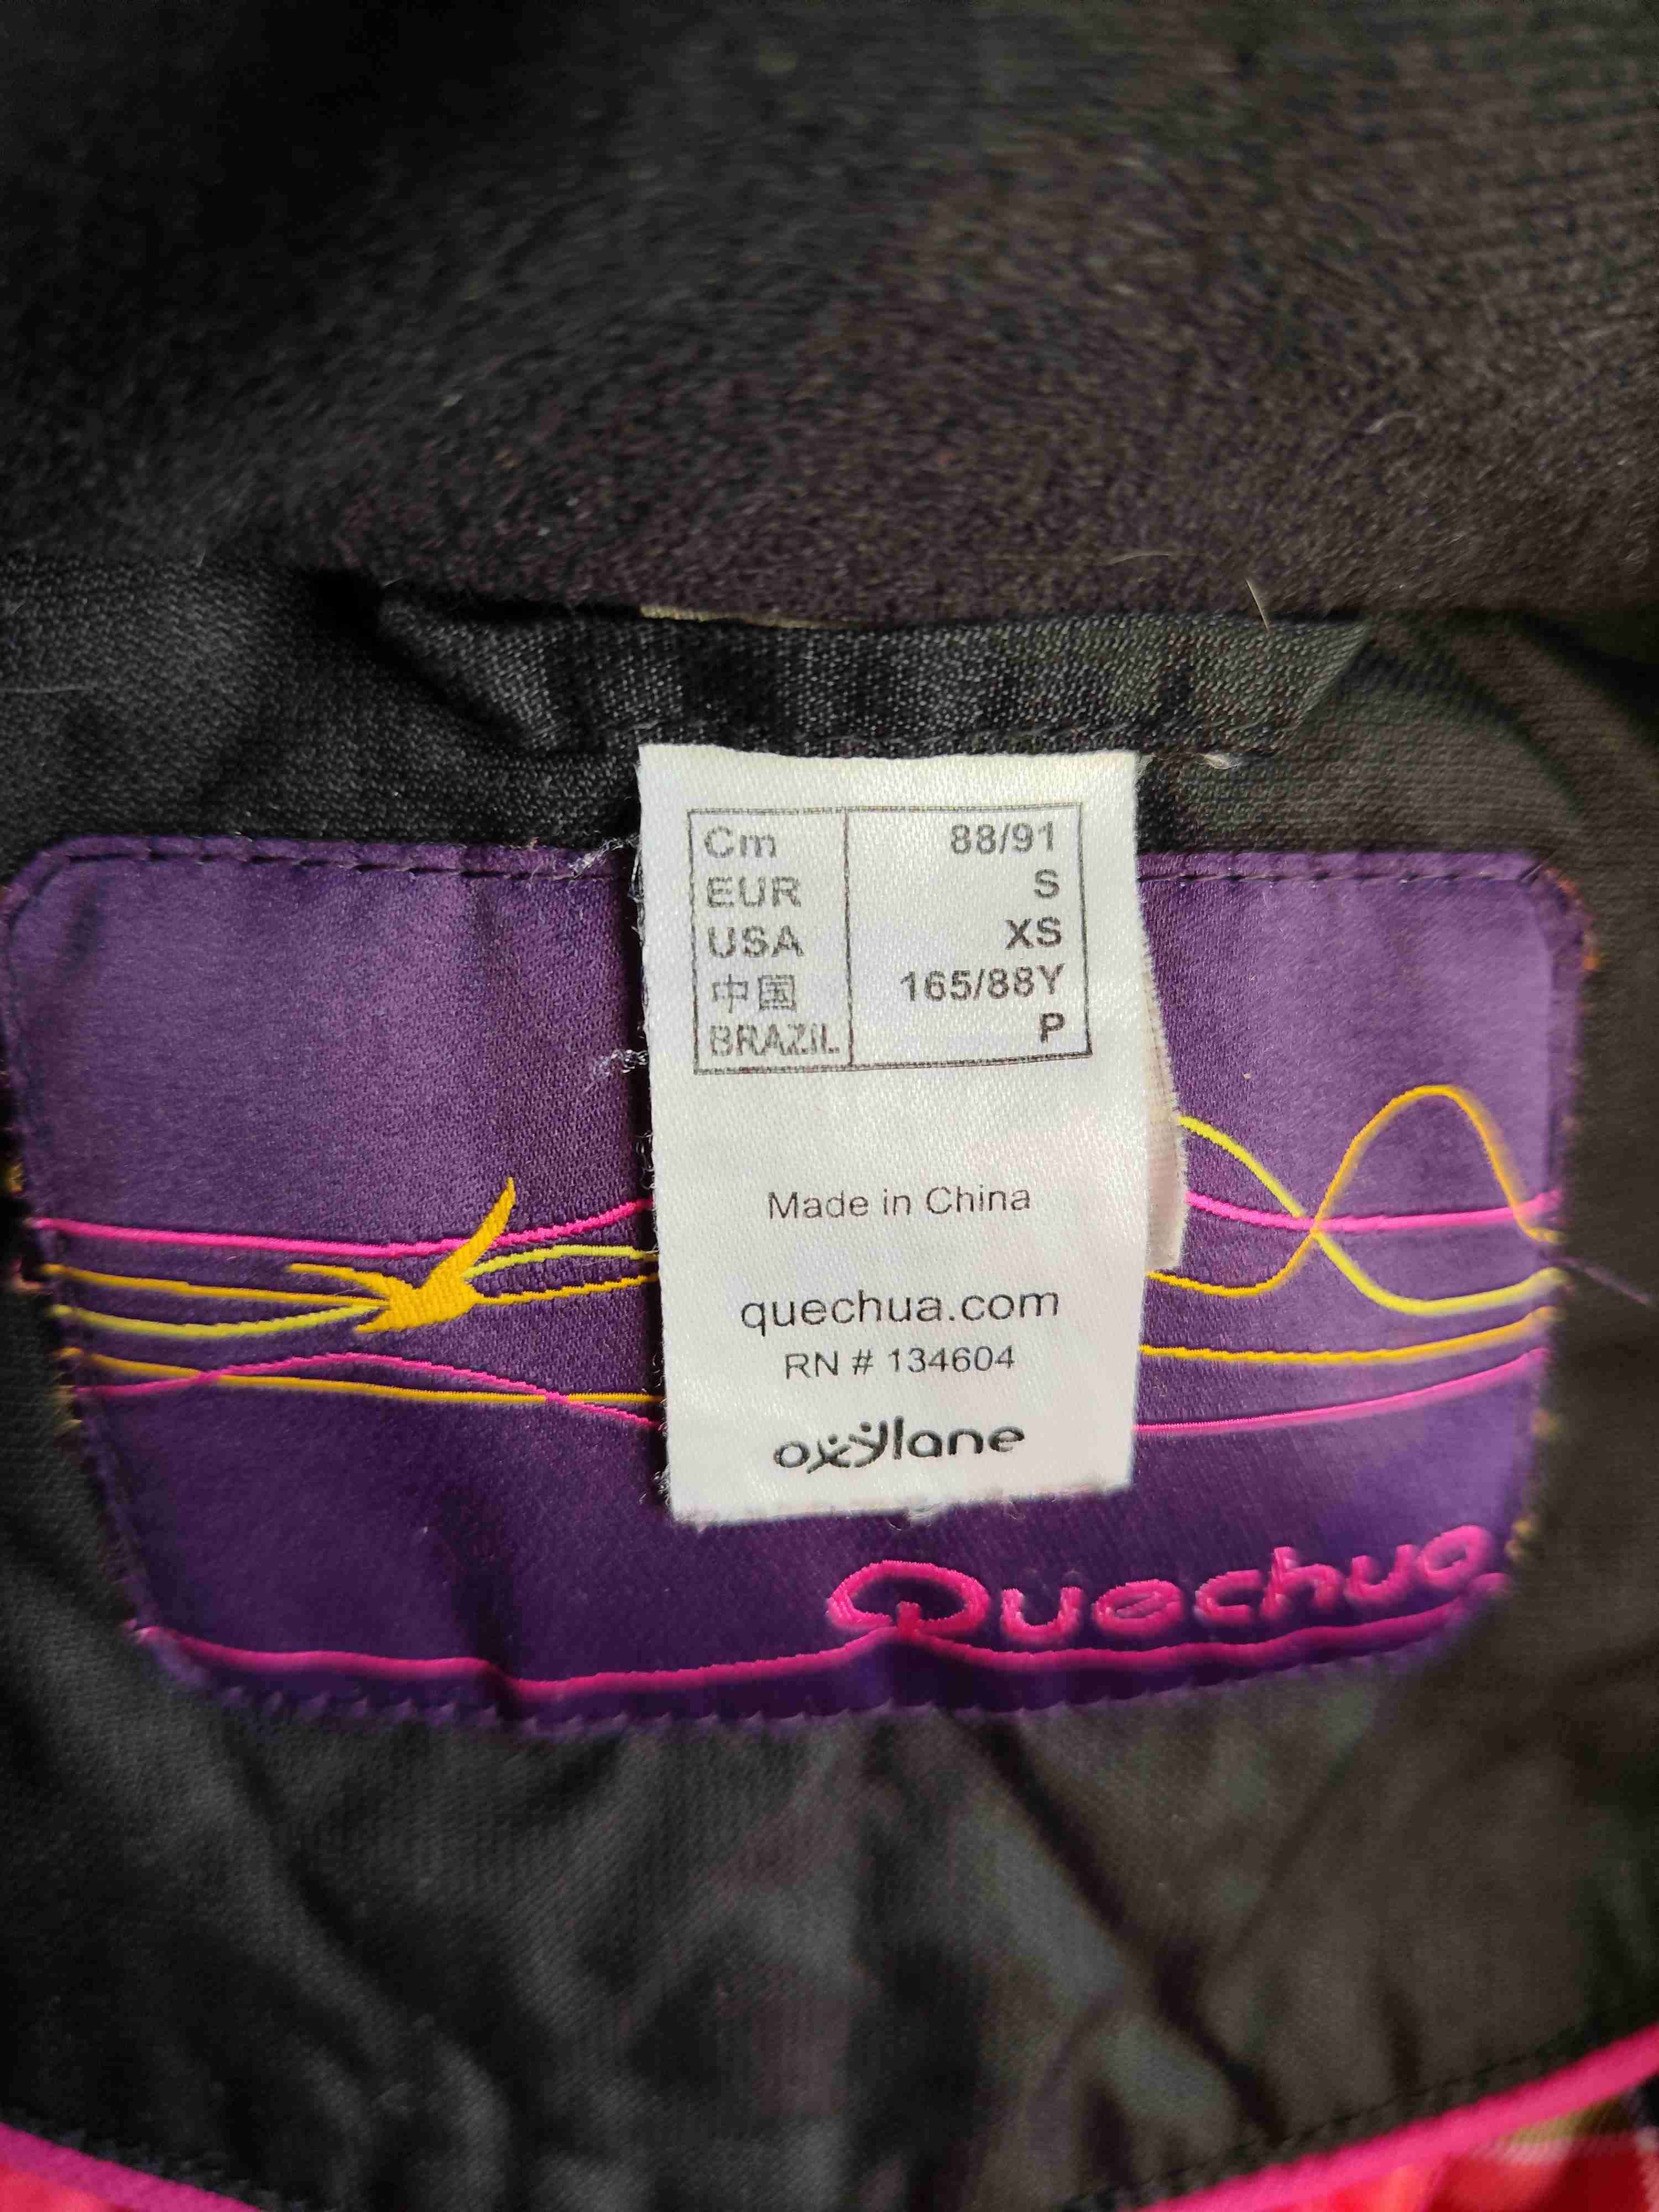 Cm 88/91
EUR S
USA XS
中国 165/88Y
BRAZIL P
Made in China
quechua.com
RN # 134604
oxylane
Quechua